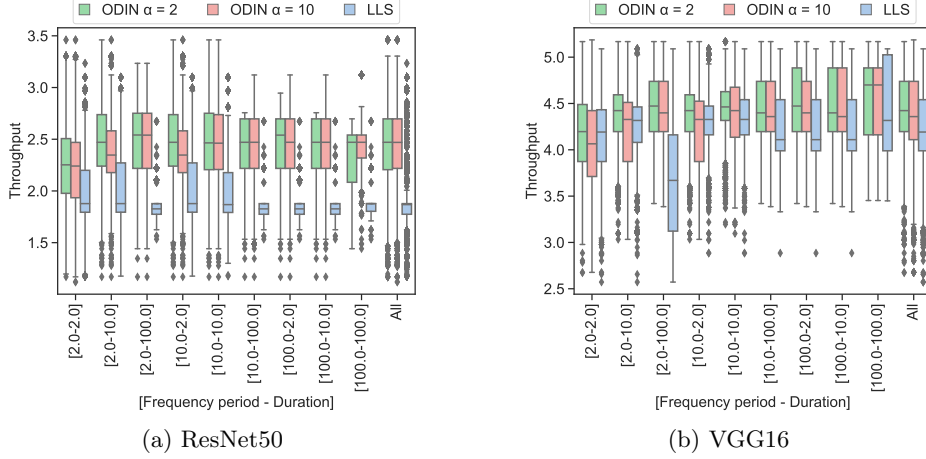 ODIN α = 2 ODIN α = 10 LLS
Throughput
3.5
3.0
2.5
2.0
1.5
[2.0-2.0]
[2.0-10.0]
[2.0-100.0]
[10.0-2.0]
[10.0-10.0]
[10.0-100.0]
[100.0-2.0]
[100.0-10.0]
[100.0-100.0]
All
[Frequency period - Duration]
(a) ResNet50
ODIN α = 2 ODIN α = 10 LLS
Throughput
5.0
4.5
4.0
3.5
3.0
2.5
[2.0-2.0]
[2.0-10.0]
[2.0-100.0]
[10.0-2.0]
[10.0-10.0]
[10.0-100.0]
[100.0-2.0]
[100.0-10.0]
[100.0-100.0]
All
[Frequency period - Duration]
(b) VGG16